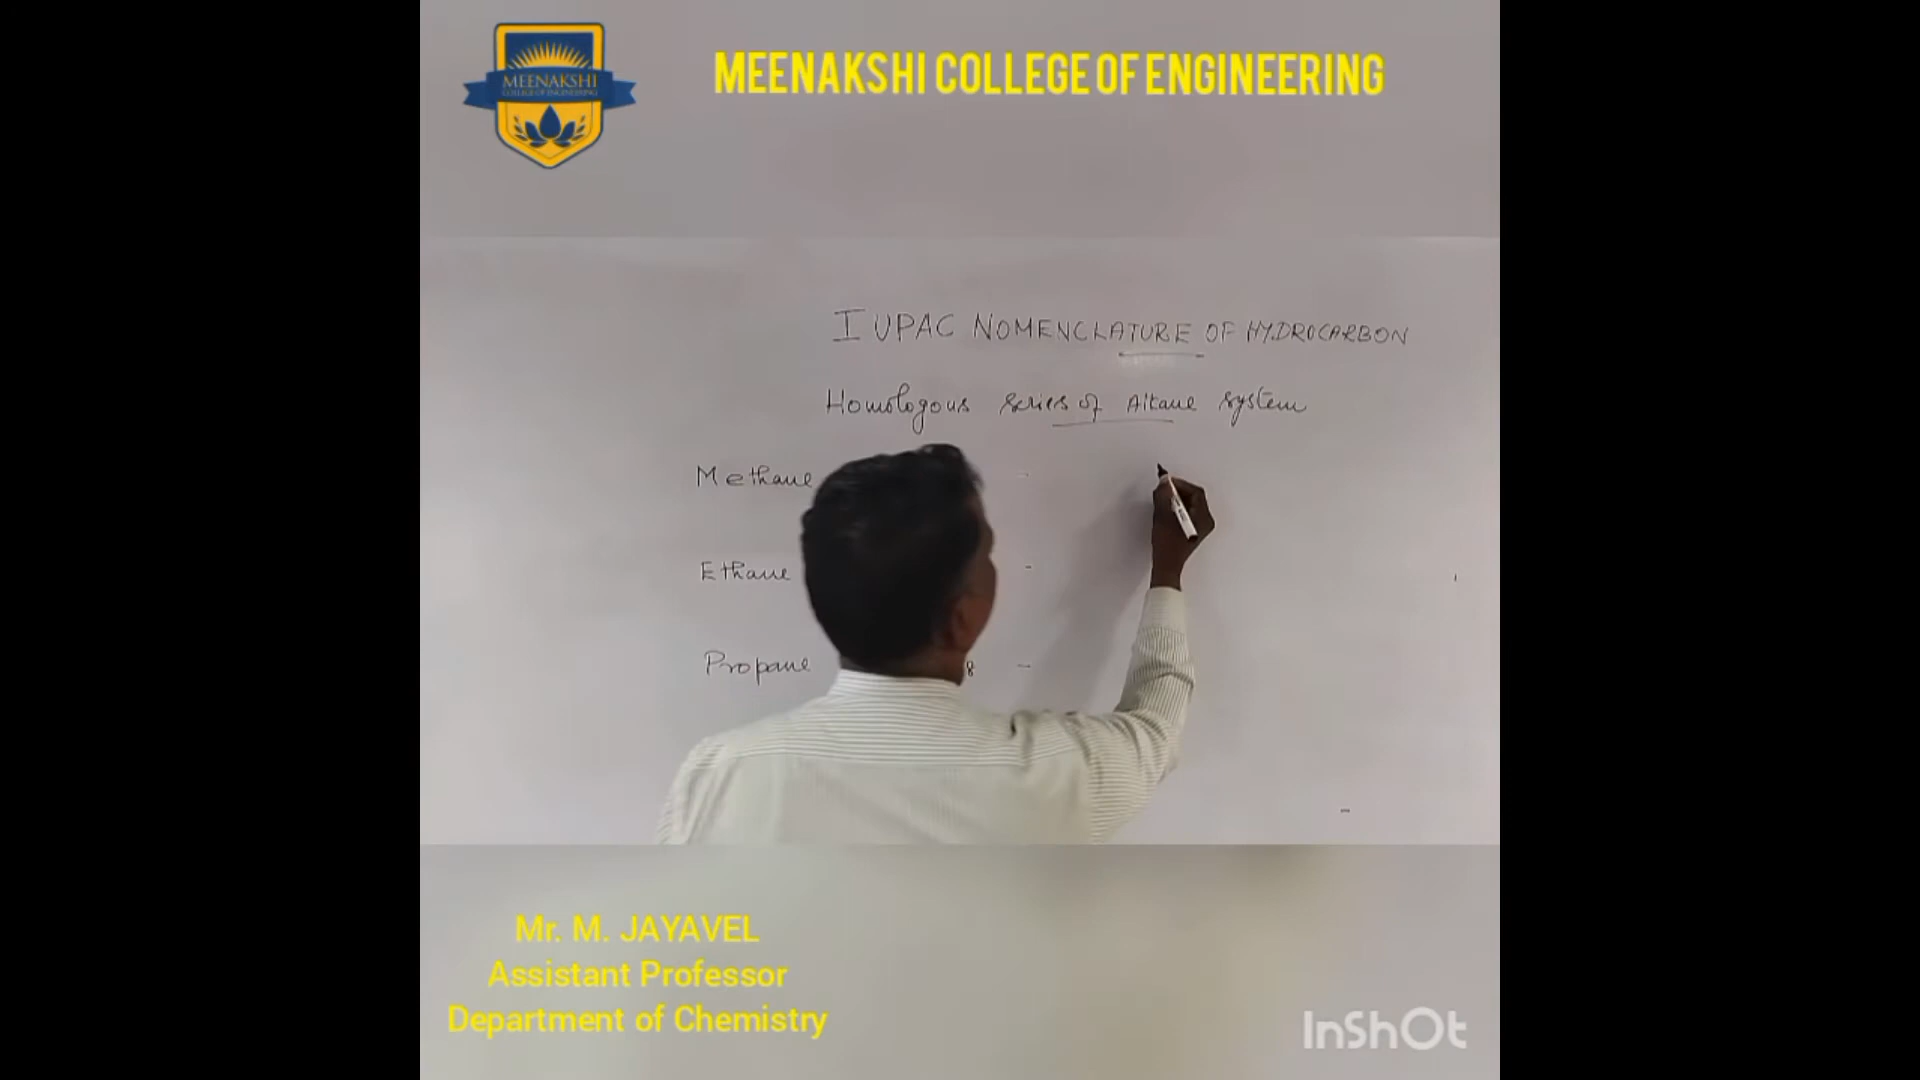 MEENAKSHI
COLLEGE OF ENGINEERING
MEENAKSHI COLLEGE OF ENGINEERING
IUPAC NOMENCLATURE OF HYDROCARBON
Homologous series of Alkane system
Methane -
Ethane -
Propane 8 -
Mr. M. JAYAVEL
Assistant Professor
Department of Chemistry
InShOt